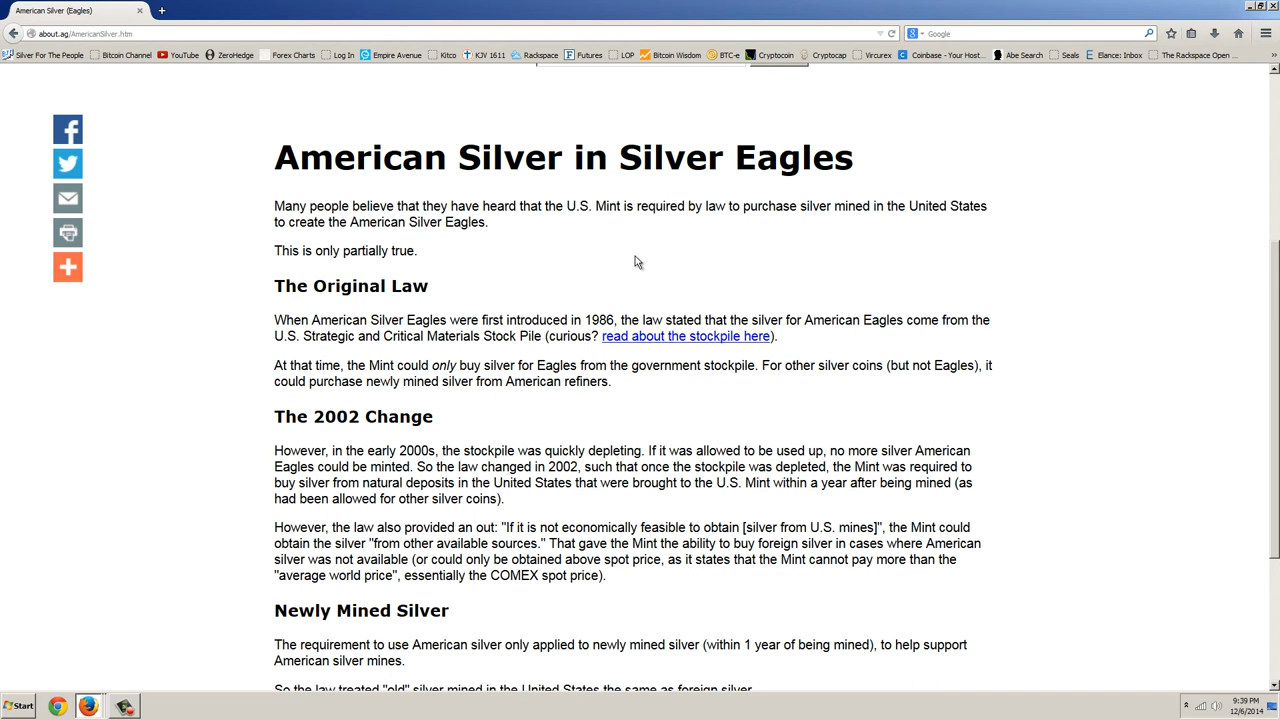 American Silver (Eagles)
about.ag/AmericanSilver.htm
Google
Silver For The People
Bitcoin Channel
YouTube
ZeroHedge
Forex Charts
Log In
Empire Avenue
Kitco
KJV 1611
Rackspace
Futures
LOP
Bitcoin Wisdom
BTC-e
Cryptocoin
Cryptocap
Vircurex
Coinbase - Your Host...
Abe Search
Seals
Elance: Inbox
The Rackspace Open ...
American Silver in Silver Eagles
Many people believe that they have heard that the U.S. Mint is required by law to purchase silver mined in the United States
to create the American Silver Eagles.
This is only partially true.
The Original Law
When American Silver Eagles were first introduced in 1986, the law stated that the silver for American Eagles come from the
U.S. Strategic and Critical Materials Stock Pile (curious? read about the stockpile here).
At that time, the Mint could only buy silver for Eagles from the government stockpile. For other silver coins (but not Eagles), it
could purchase newly mined silver from American refiners.
The 2002 Change
However, in the early 2000s, the stockpile was quickly depleting. If it was allowed to be used up, no more silver American
Eagles could be minted. So the law changed in 2002, such that once the stockpile was depleted, the Mint was required to
buy silver from natural deposits in the United States that were brought to the U.S. Mint within a year after being mined (as
had been allowed for other silver coins).
However, the law also provided an out: "If it is not economically feasible to obtain [silver from U.S. mines]", the Mint could
obtain the silver "from other available sources." That gave the Mint the ability to buy foreign silver in cases where American
silver was not available (or could only be obtained above spot price, as it states that the Mint cannot pay more than the
"average world price", essentially the COMEX spot price).
Newly Mined Silver
The requirement to use American silver only applied to newly mined silver (within 1 year of being mined), to help support
American silver mines.
So the law treated "old" silver mined in the United States the same as foreign silver.
Start
9:39 PM
12/6/2014